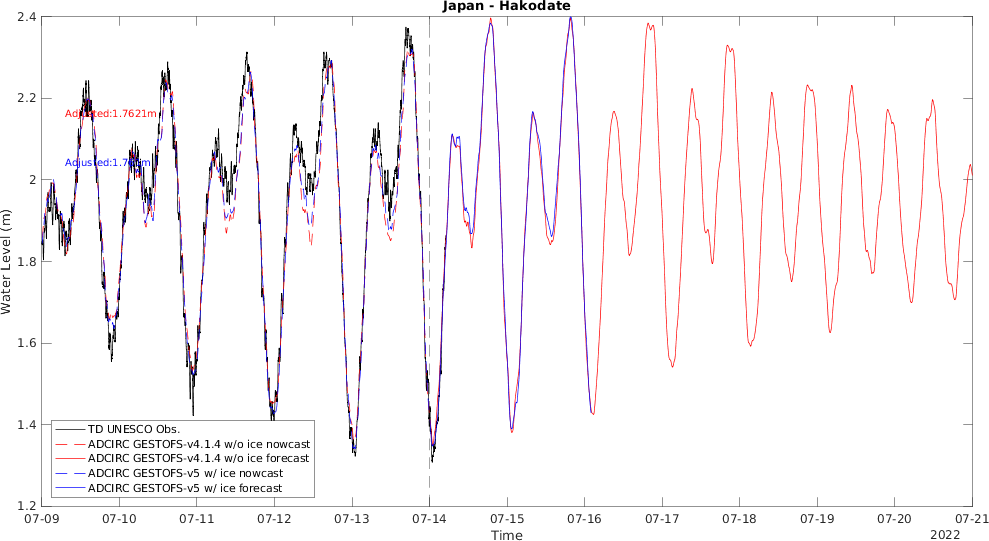 Japan - Hakodate
2.4
2.2
2
1.8
1.6
1.4
1.2
Water Level (m)
Adjusted:1.7621m
TD UNESCO Obs.
ADCIRC GESTOFS-v4.1.4 w/o ice nowcast
ADCIRC GESTOFS-v4.1.4 w/o ice forecast
ADCIRC GESTOFS-v5 w/ ice nowcast
ADCIRC GESTOFS-v5 w/ ice forecast
07-09 07-10 07-11 07-12 07-13 07-14 07-15 07-16 07-17 07-18 07-19 07-20 07-21
Time
2022